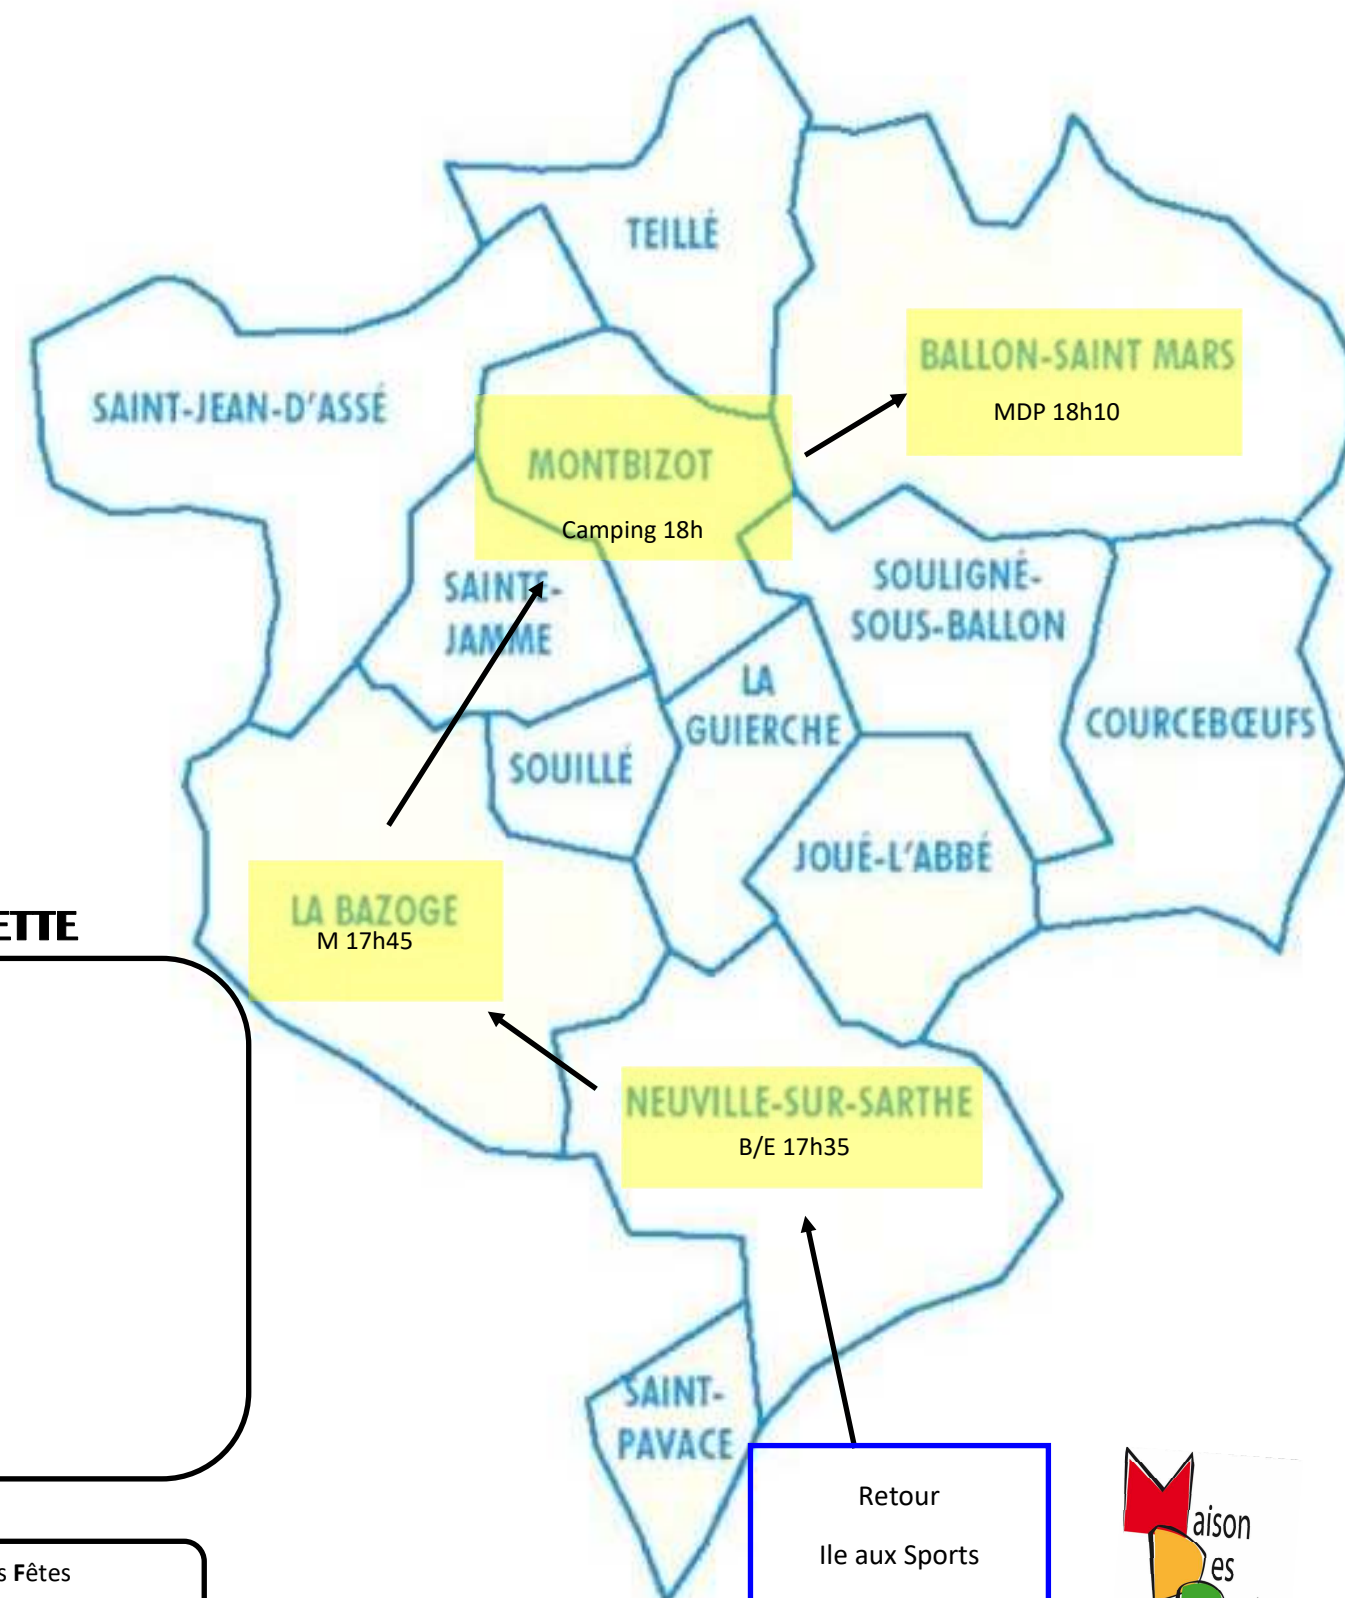 TEILLÉ
BALLON-SAINT MARS
MDP 18h10
SAINT-JEAN-D'ASSÉ
MONTBIZOT
Camping 18h
SAINTE-
JAMME
SOULIGNÉ-
SOUS-BALLON
LA
GUIERCHE
COURCEBŒUFS
SOUILLÉ
JOUÉ-L'ABBÉ
LA BAZOGE
M 17h45
ETTE
NEUVILLE-SUR-SARTHE
B/E 17h35
SAINT-
PAVACE
Retour
Ile aux Sports
Maison
Des
s Fêtes